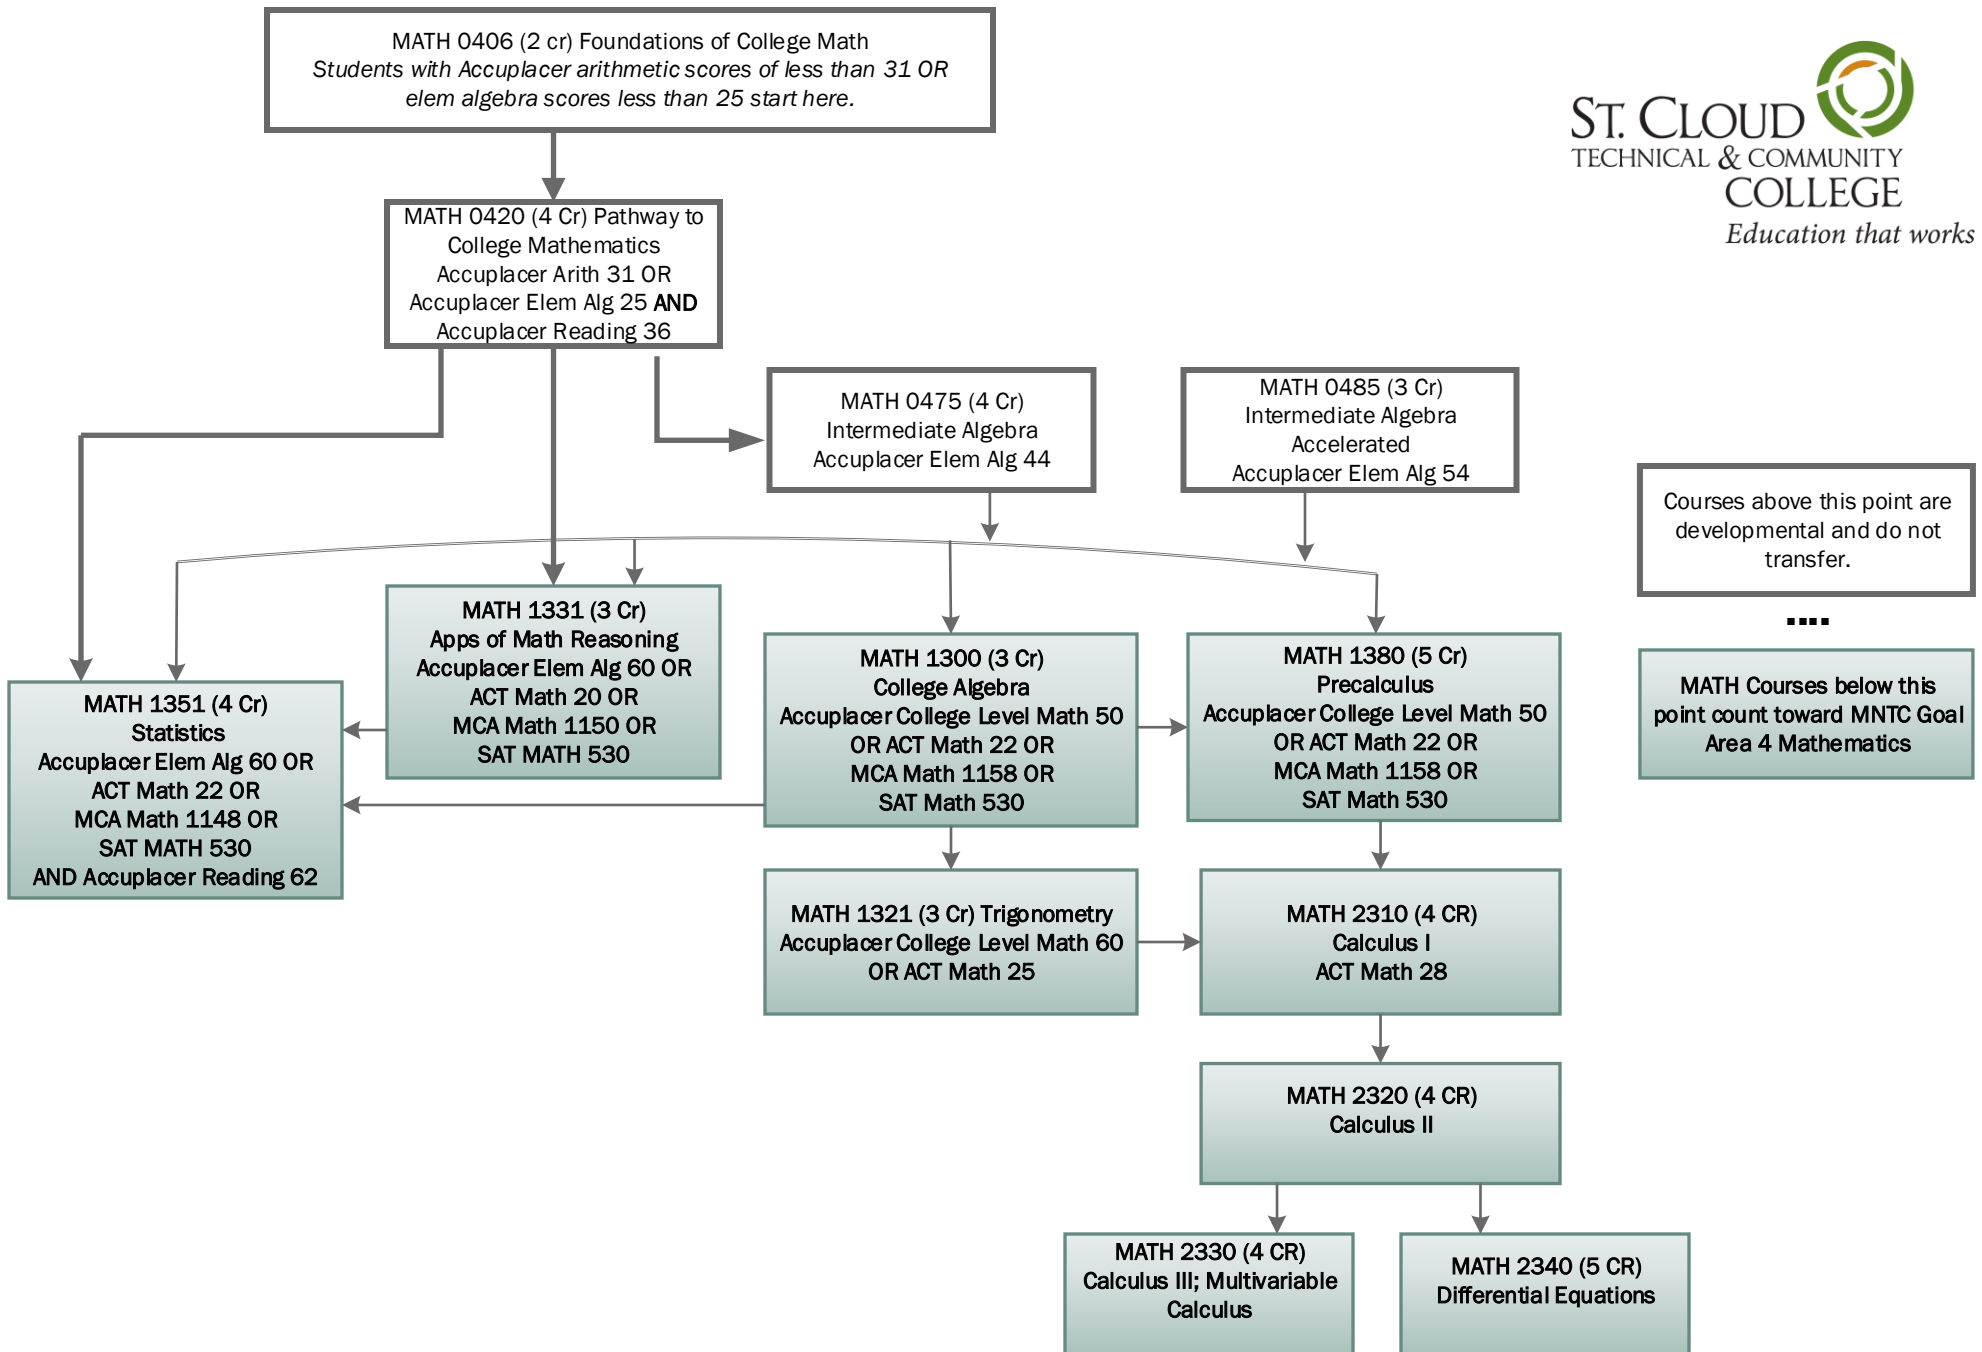 MATH 0406 (2 cr) Foundations of College Math
Students with Accuplacer arithmetic scores of less than 31 OR
elem algebra scores less than 25 start here.
ST. CLOUD
TECHNICAL & COMMUNITY
COLLEGE
Education that works
MATH 0420 (4 Cr) Pathway to
College Mathematics
Accuplacer Arith 31 OR
Accuplacer Elem Alg 25 AND
Accuplacer Reading 36
MATH 0475 (4 Cr)
Intermediate Algebra
Accuplacer Elem Alg 44
MATH 0485 (3 Cr)
Intermediate Algebra
Accelerated
Accuplacer Elem Alg 54
Courses above this point are
developmental and do not
transfer.
....
MATH Courses below this
point count toward MNTC Goal
Area 4 Mathematics
MATH 1351 (4 Cr)
Statistics
Accuplacer Elem Alg 60 OR
ACT Math 22 OR
MCA Math 1148 OR
SAT MATH 530
AND Accuplacer Reading 62
MATH 1331 (3 Cr)
Apps of Math Reasoning
Accuplacer Elem Alg 60 OR
ACT Math 20 OR
MCA Math 1150 OR
SAT MATH 530
MATH 1300 (3 Cr)
College Algebra
Accuplacer College Level Math 50
OR ACT Math 22 OR
MCA Math 1158 OR
SAT Math 530
MATH 1380 (5 Cr)
Precalculus
Accuplacer College Level Math 50
OR ACT Math 22 OR
MCA Math 1158 OR
SAT Math 530
MATH 1321 (3 Cr) Trigonometry
Accuplacer College Level Math 60
OR ACT Math 25
MATH 2310 (4 CR)
Calculus I
ACT Math 28
MATH 2320 (4 CR)
Calculus II
MATH 2330 (4 CR)
Calculus III; Multivariable
Calculus
MATH 2340 (5 CR)
Differential Equations